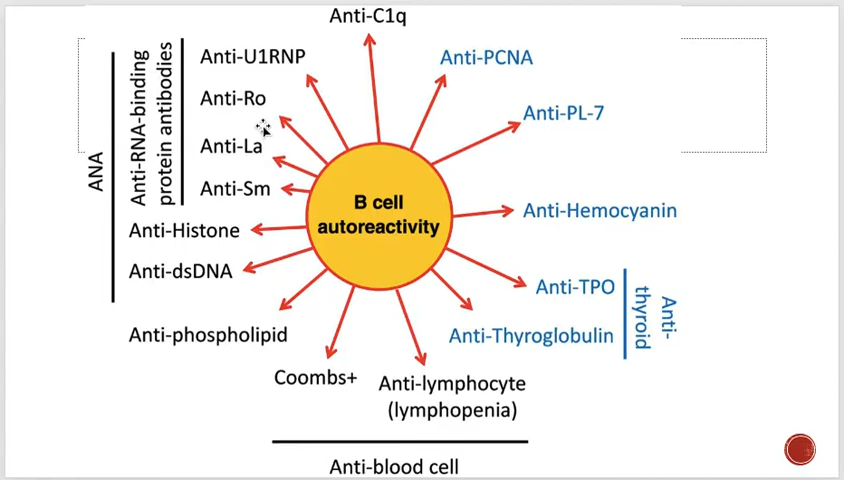 Anti-C1q
Anti-U1RNP
Anti-PCNA
Anti-Ro
Anti-PL-7
Anti-La
Anti-Sm
Anti-RNA-binding
protein antibodies
ANA
B cell
autoreactivity
Anti-Hemocyanin
Anti-Histone
Anti-dsDNA
Anti-TPO
Anti-phospholipid
Anti-Thyroglobulin
Anti-
thyroid
Coombs+
Anti-lymphocyte
(lymphopenia)
Anti-blood cell